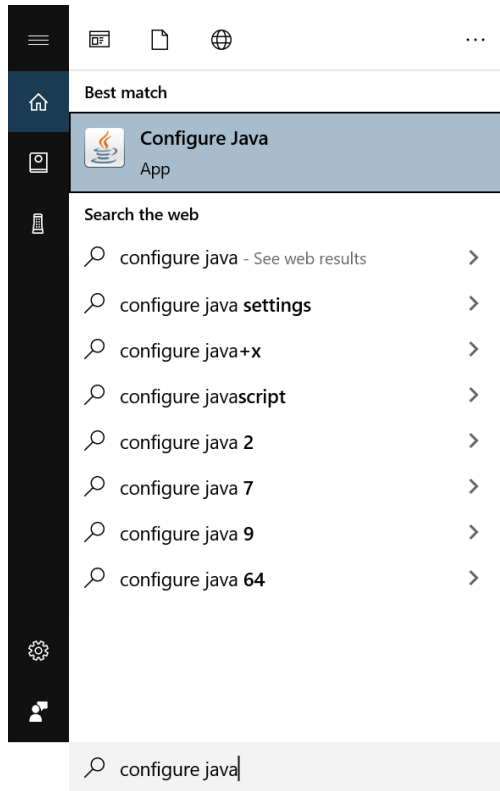 Best match
Configure Java
App
Search the web
configure java - See web results
configure java settings
configure java+x
configure javascript
configure java 2
configure java 7
configure java 9
configure java 64
configure java